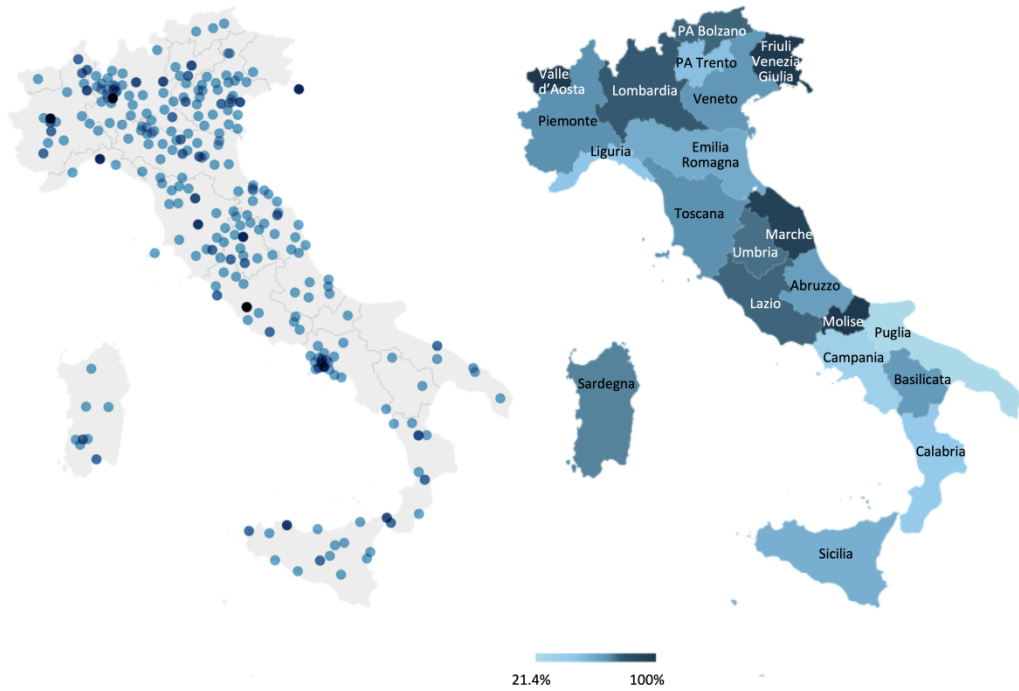 PA Bolzano
Friuli
Venezia
Giulia
PA Trento
Valle
d'Aosta
Lombardia
Veneto
Piemonte
Emilia
Romagna
Liguria
Toscana
Marche
Umbria
Abruzzo
Lazio
Molise
Puglia
Campania
Basilicata
Sardegna
Calabria
Sicilia
21.4%
100%